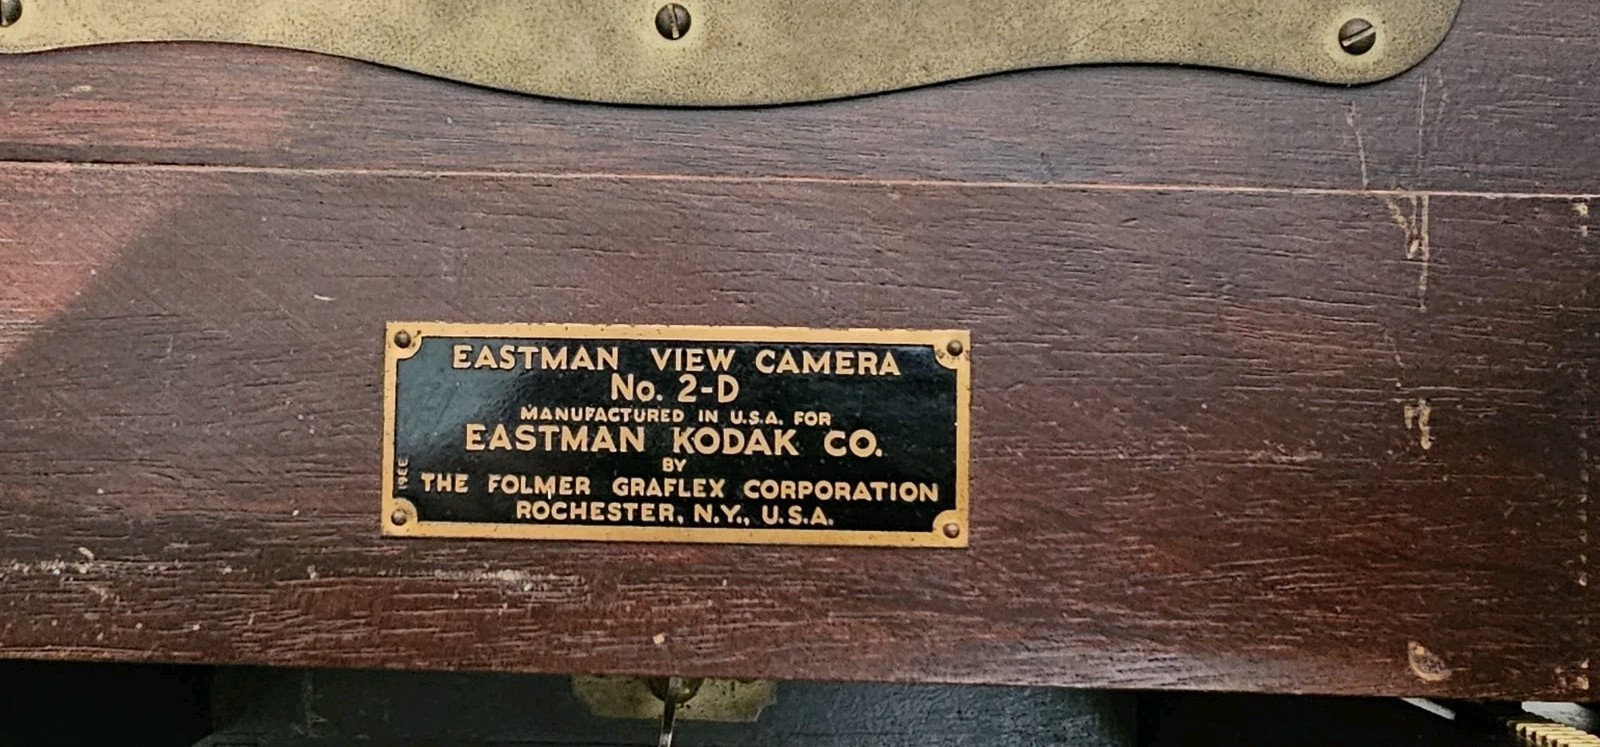 EASTMAN VIEW CAMERA
No. 2-D
MANUFACTURED IN U.S.A. FOR
EASTMAN KODAK CO.
BY
THE FOLMER GRAFLEX CORPORATION
ROCHESTER, N.Y., U.S.A.